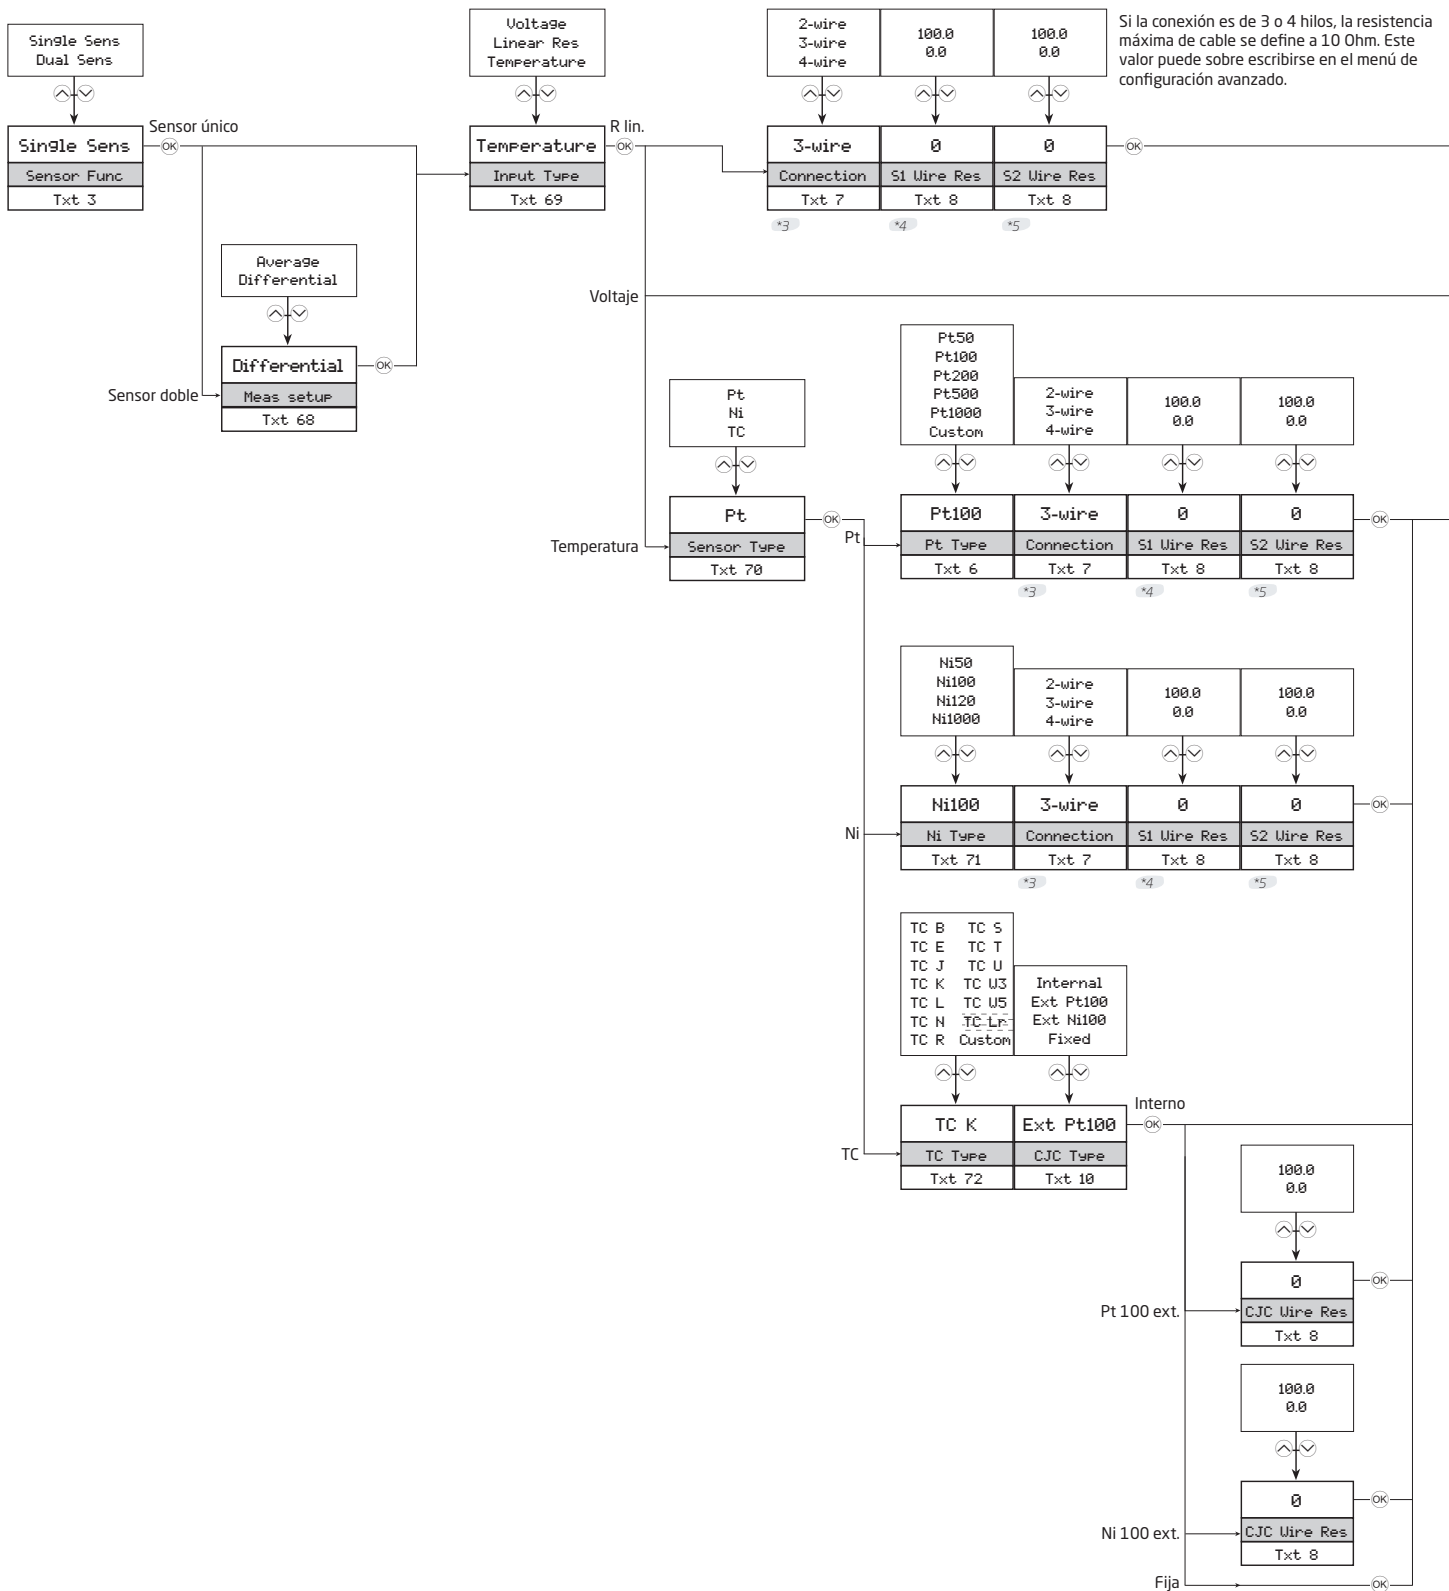 Single Sens
Dual Sens
Single Sens
Sensor Func
Txt 3
Sensor único
OK
Average
Differential
Differential
Meas setup
Txt 68
OK
Sensor doble
Voltage
Linear Res
Temperature
Temperature
Input Type
Txt 69
R lin.
OK
2-wire
3-wire
4-wire
100.0
0.0
100.0
0.0
3-wire
Connection
Txt 7
*3
0
S1 Wire Res
Txt 8
*4
0
S2 Wire Res
Txt 8
*5
OK
Si la conexión es de 3 o 4 hilos, la resistencia
máxima de cable se define a 10 Ohm. Este
valor puede sobre escribirse en el menú de
configuración avanzado.
Voltaje
Temperatura
Pt
Ni
TC
Pt
Sensor Type
Txt 70
OK
Pt
Pt50
Pt100
Pt200
Pt500
Pt1000
Custom
2-wire
3-wire
4-wire
100.0
0.0
100.0
0.0
Pt100
Pt Type
Txt 6
3-wire
Connection
Txt 7
*3
0
S1 Wire Res
Txt 8
*4
0
S2 Wire Res
Txt 8
*5
OK
Ni
Ni50
Ni100
Ni120
Ni1000
2-wire
3-wire
4-wire
100.0
0.0
100.0
0.0
Ni100
Ni Type
Txt 71
3-wire
Connection
Txt 7
*3
0
S1 Wire Res
Txt 8
*4
0
S2 Wire Res
Txt 8
*5
OK
TC
TC B TC S
TC E TC T
TC J TC U
TC K TC W3
TC L TC W5
TC N TC Lr
TC R Custom
Internal
Ext Pt100
Ext Ni100
Fixed
TC K
TC Type
Txt 72
Ext Pt100
CJC Type
Txt 10
Interno
OK
100.0
0.0
Pt 100 ext.
0
CJC Wire Res
Txt 8
OK
100.0
0.0
Ni 100 ext.
0
CJC Wire Res
Txt 8
OK
Fija
OK